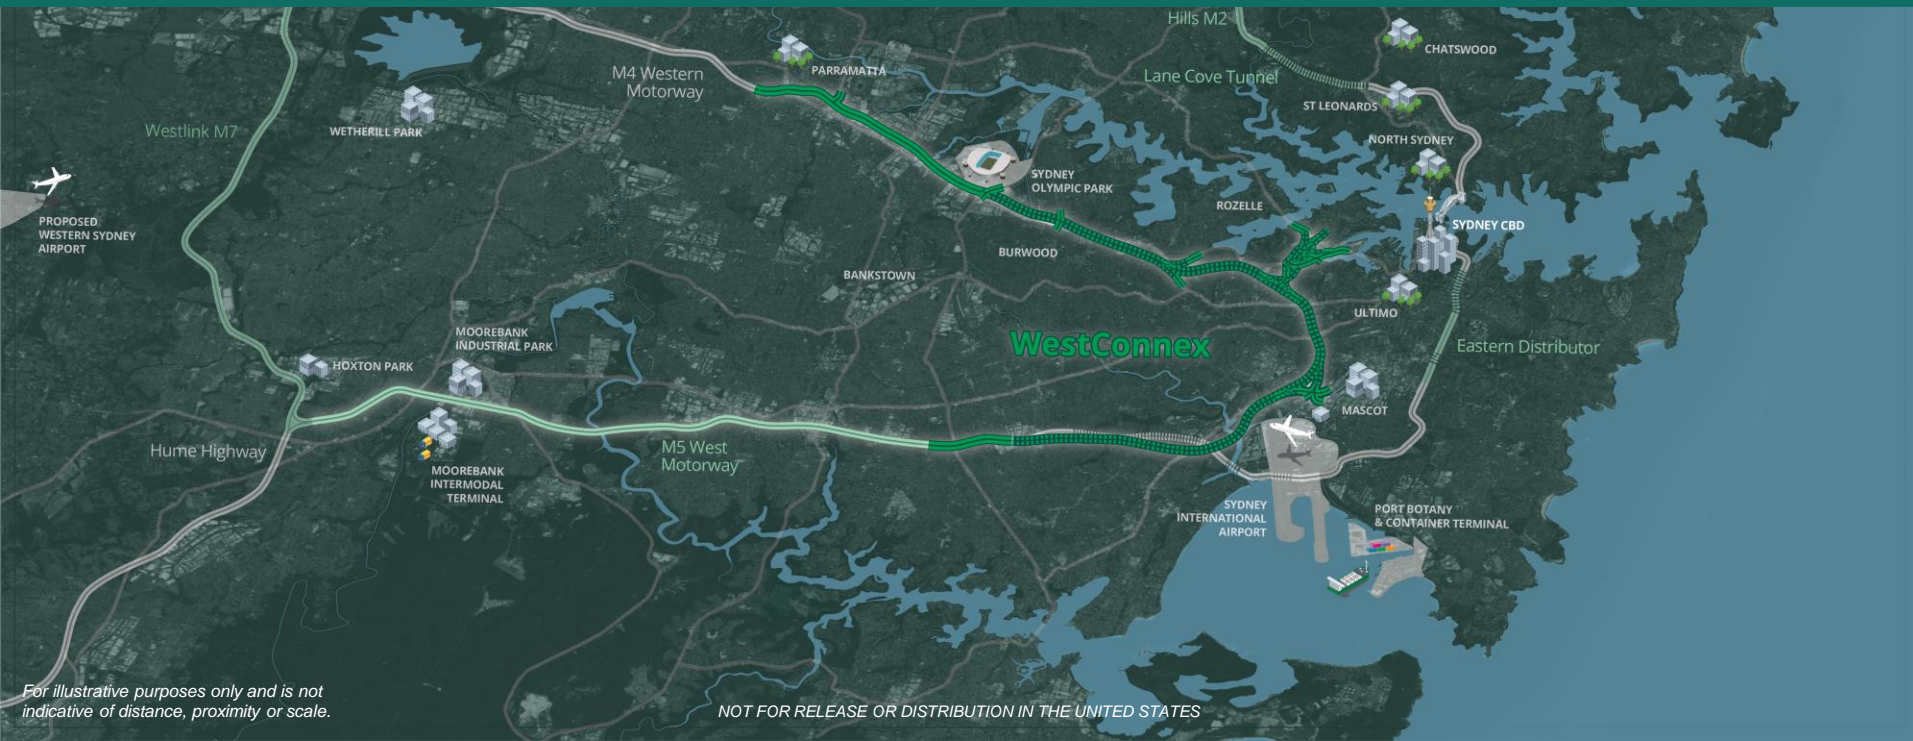 Hills M2
CHATSWOOD
M4 Western
Motorway
PARRAMATTA
Lane Cove Tunnel
ST LEONARDS
Westlink M7
WETHERILL PARK
NORTH SYDNEY
SYDNEY
OLYMPIC PARK
ROZELLE
PROPOSED
WESTERN SYDNEY
AIRPORT
SYDNEY CBD
BURWOOD
BANKSTOWN
ULTIMO
MOOREBANK
INDUSTRIAL PARK
WestConnex
Eastern Distributor
HOXTON PARK
MASCOT
Hume Highway
M5 West
Motorway
MOOREBANK
INTERMODAL
TERMINAL
SYDNEY
INTERNATIONAL
AIRPORT
PORT BOTANY
& CONTAINER TERMINAL
For illustrative purposes only and is not
indicative of distance, proximity or scale.
NOT FOR RELEASE OR DISTRIBUTION IN THE UNITED STATES